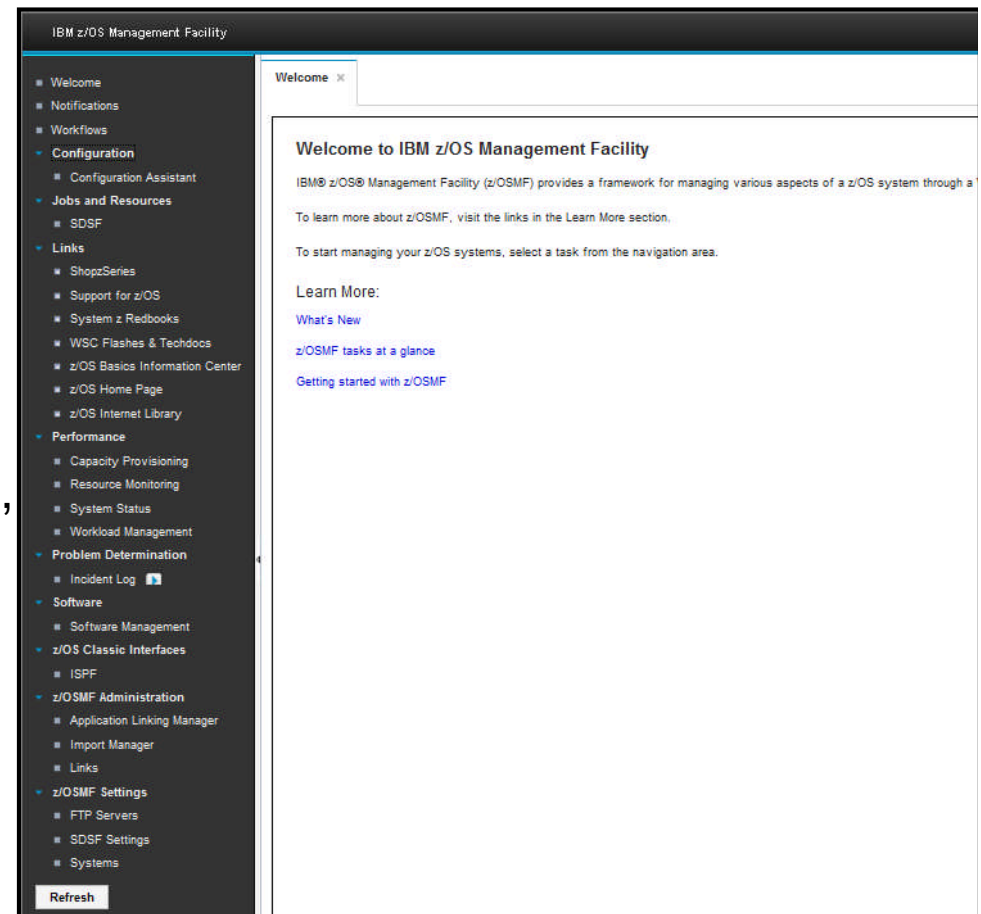 IBM z/OS Management Facility
Welcome
Notifications
Workflows
Configuration
Configuration Assistant
Jobs and Resources
SDSF
Links
ShopzSeries
Support for z/OS
System z Redbooks
WSC Flashes & Techdocs
z/OS Basics Information Center
z/OS Home Page
z/OS Internet Library
Performance
Capacity Provisioning
Resource Monitoring
System Status
Workload Management
Problem Determination
Incident Log
Software
Software Management
z/OS Classic Interfaces
ISPF
z/OSMF Administration
Application Linking Manager
Import Manager
Links
z/OSMF Settings
FTP Servers
SDSF Settings
Systems
Refresh
,
Welcome ×
Welcome to IBM z/OS Management Facility
IBM® z/OS® Management Facility (z/OSMF) provides a framework for managing various aspects of a z/OS system through a
To learn more about z/OSMF, visit the links in the Learn More section.
To start managing your z/OS systems, select a task from the navigation area.
Learn More:
What's New
z/OSMF tasks at a glance
Getting started with z/OSMF